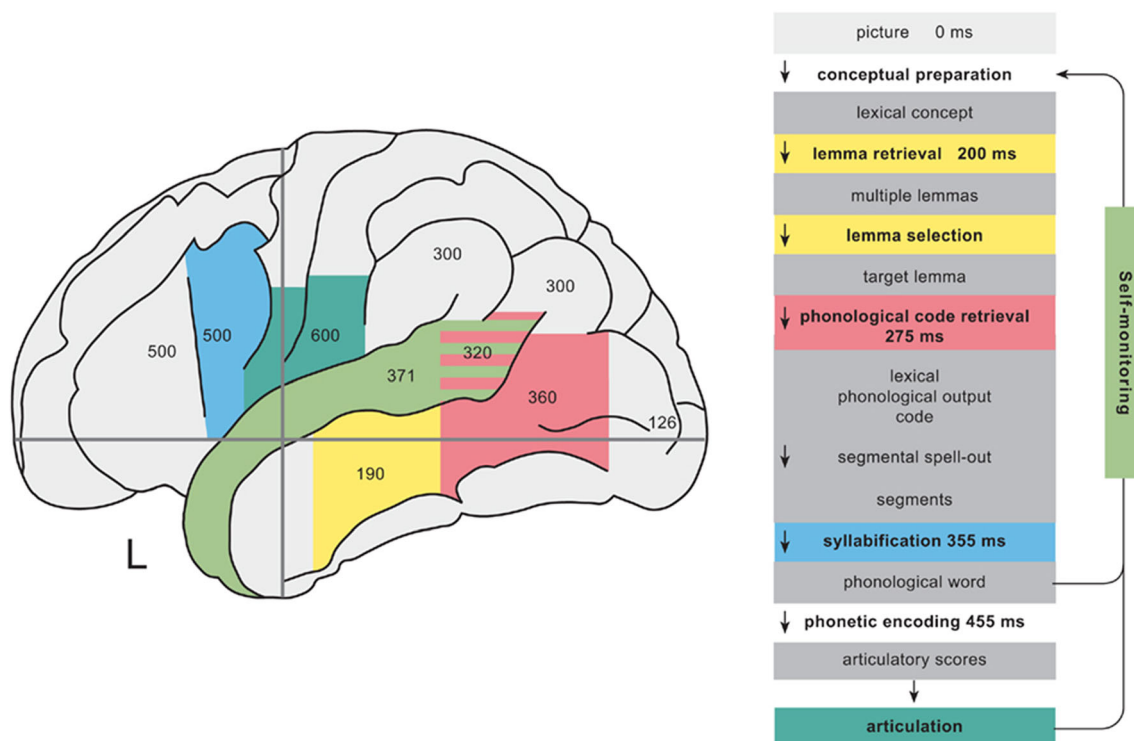 300
300
500
500
600
320
371
360
126
190
L
picture 0 ms
conceptual preparation
lexical concept
lemma retrieval 200 ms
multiple lemmas
lemma selection
target lemma
phonological code retrieval
275 ms
lexical
phonological output
code
segmental spell-out
segments
syllabification 355 ms
phonological word
phonetic encoding 455 ms
articulatory scores
articulation
Self-monitoring